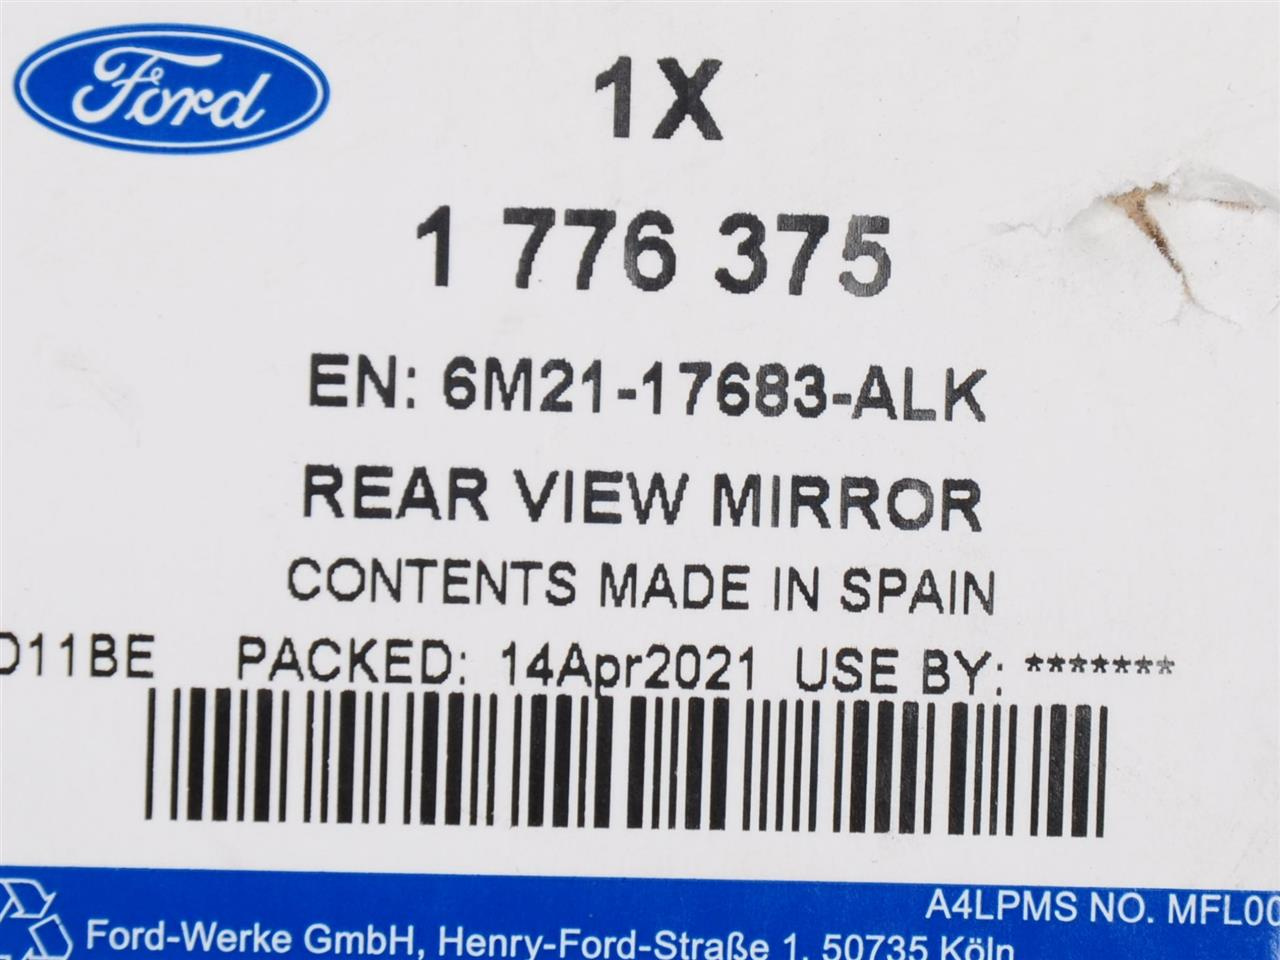 Ford
1X
1 776 375
EN: 6M21-17683-ALK
REAR VIEW MIRROR
CONTENTS MADE IN SPAIN
D11BE PACKED: 14Apr2021 USE BY: *******
A4LPMS NO. MFL00
Ford-Werke GmbH, Henry-Ford-Straße 1, 50735 Köln